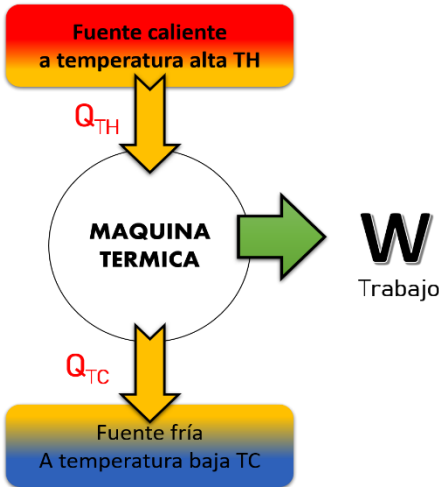 Fuente caliente
a temperatura alta TH
QTH
MAQUINA
TERMICA
W
Trabajo
QTC
Fuente fría
A temperatura baja TC